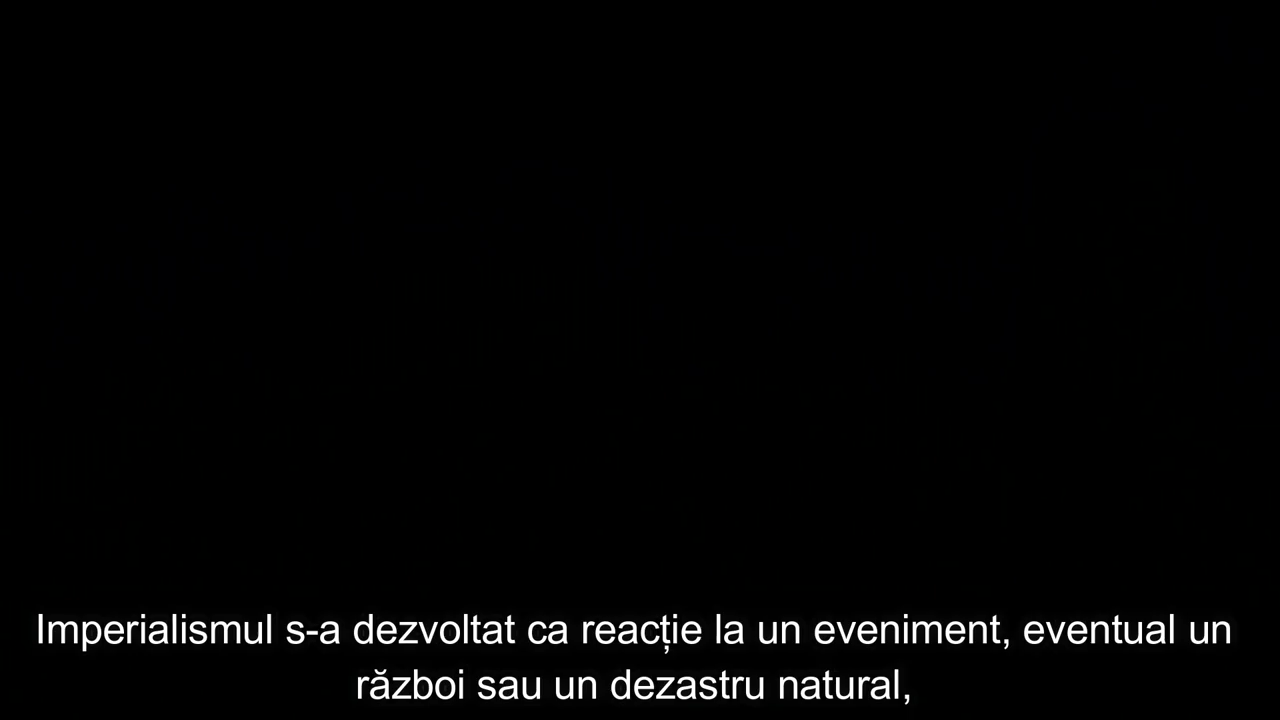 Imperialismul s-a dezvoltat ca reacție la un eveniment, eventual un
război sau un dezastru natural,